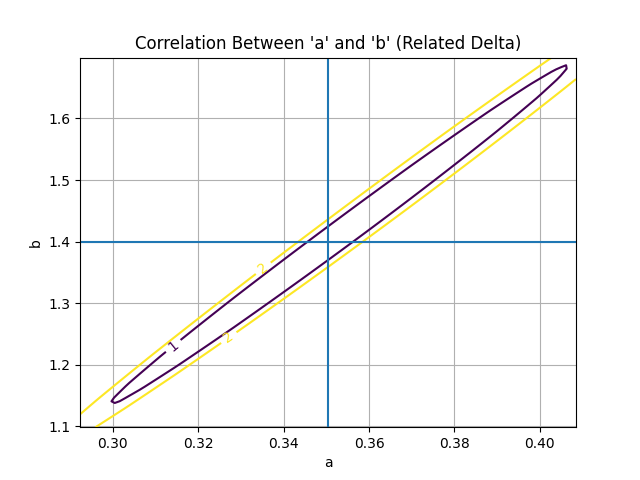 Correlation Between 'a' and 'b' (Related Delta)
1.6
1.5
1.4
1.3
1.2
1.1
b
2
1
2
0.30 0.32 0.34 0.36 0.38 0.40
a